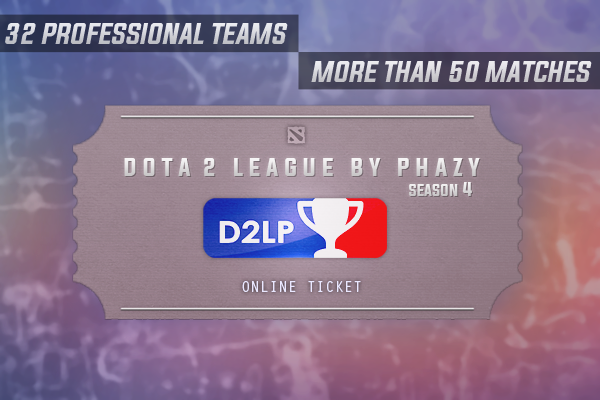 32 PROFESSIONAL TEAMS
MORE THAN 50 MATCHES
DOTA 2 LEAGUE BY PHAZY
SEASON 4
D2LP
ONLINE TICKET